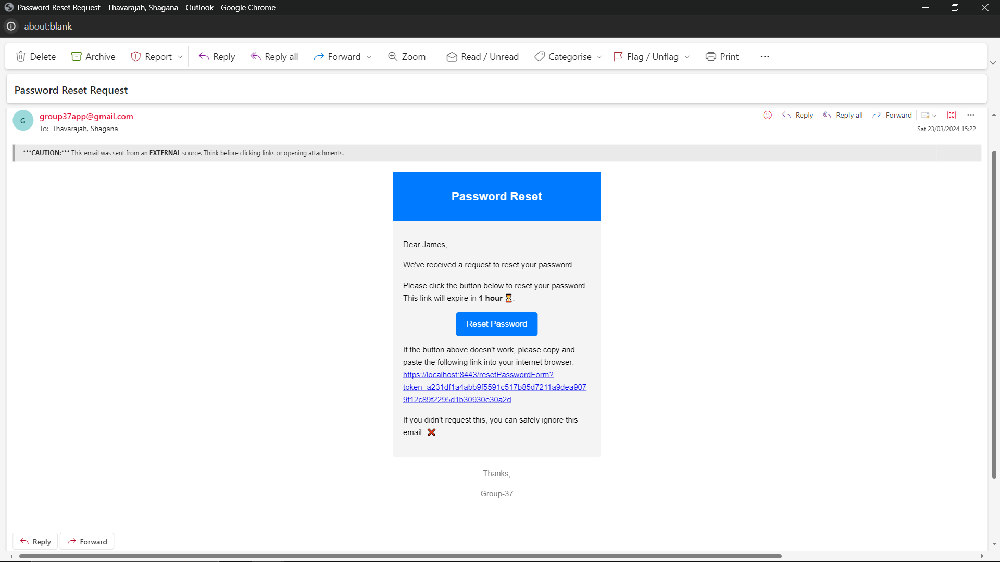 Password Reset Request - Thavarajah, Shagana - Outlook - Google Chrome
about:blank
Delete Archive Report Reply Reply all Forward Zoom Read / Unread Categorise Flag / Unflag Print ...
Password Reset Request
G
group37app@gmail.com
Reply Reply all Forward ...
To: Thavarajah, Shagana
Sat 23/03/2024 15:22
***CAUTION:*** This email was sent from an EXTERNAL source. Think before clicking links or opening attachments.
Password Reset
Dear James,
We've received a request to reset your password.
Please click the button below to reset your password.
This link will expire in 1 hour ⏳:
Reset Password
If the button above doesn't work, please copy and
paste the following link into your internet browser:
https://localhost:8443/resetPasswordForm?
token=a231df1a4abb9f5591c517b85d7211a9dea907
9f12c89f2295d1b30930e30a2d
If you didn't request this, you can safely ignore this
email. ❌
Thanks,
Group-37
Reply Forward